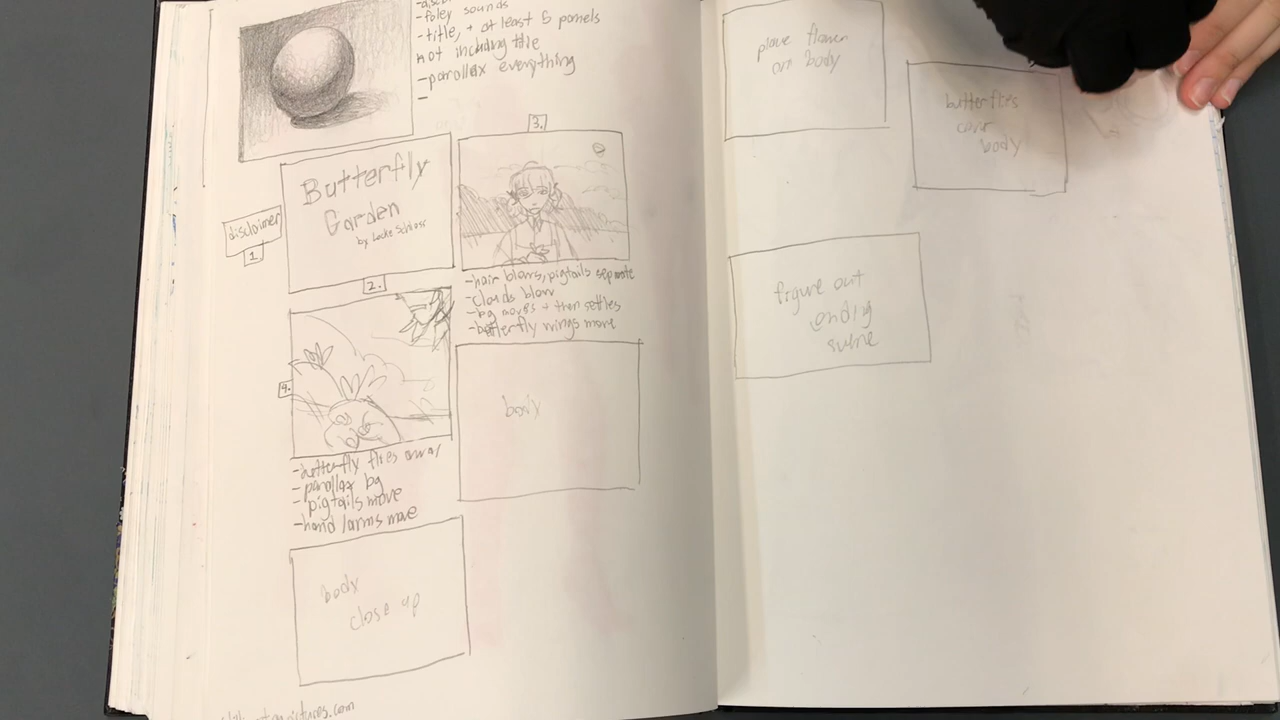 - foley sounds
- title, + at least 5 panels
not including title
- parallax everything
-
disclaimer
1.
Butterfly
Garden
by Locke Schloss
3.
- hair blows, pigtails separate
- clouds blow
- bg moves + then settles
- butterfly wings move
2.
4.
- butterfly flies away
- parallax bg
- pigtails move
- hand / arms move
body
body
close up
place flower
on body
butterflies
cover
body
figure out
ending